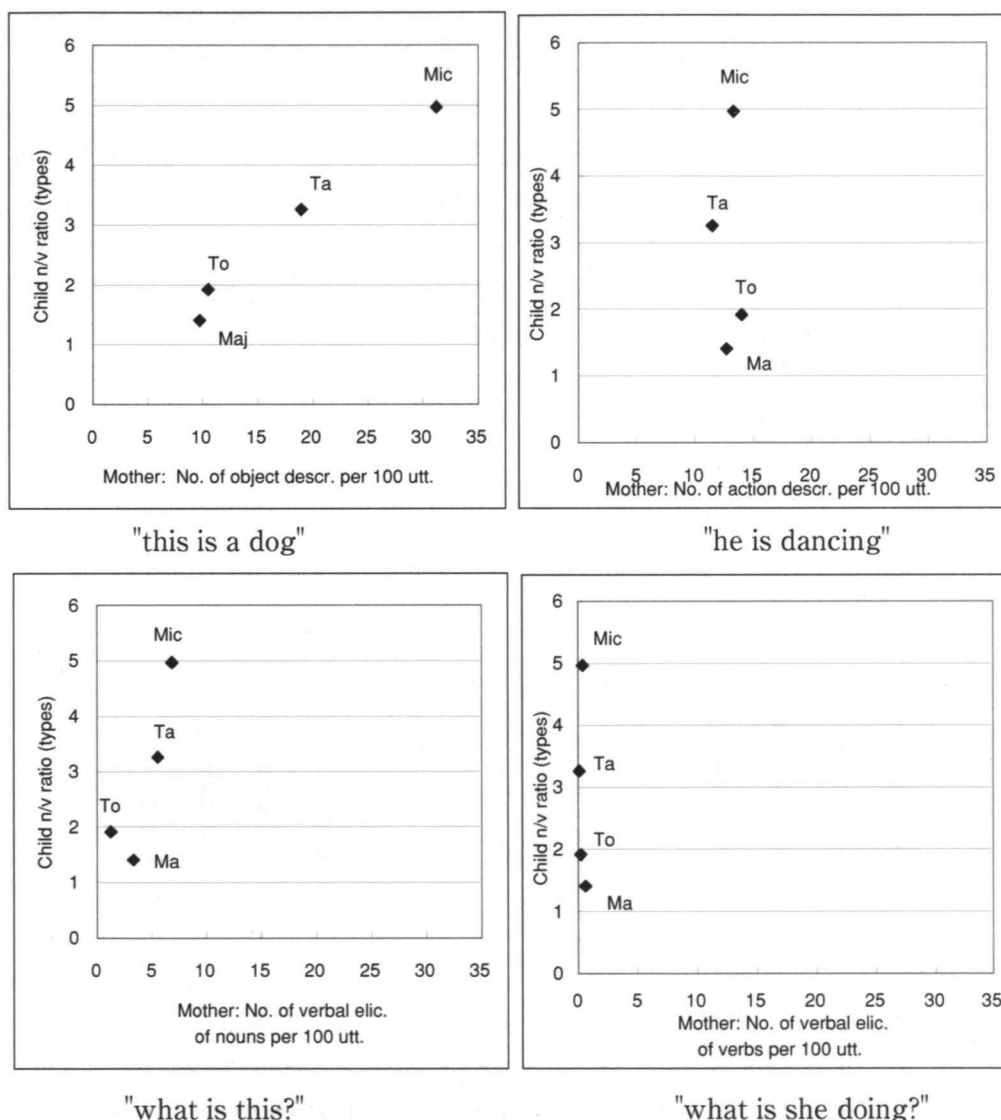 6
5
4
3
2
1
0
Child n/v ratio (types)
Mic
Ta
To
Maj
0 5 10 15 20 25 30 35
Mother: No. of object descr. per 100 utt.
"this is a dog"
6
5
4
3
2
1
0
Child n/v ratio (types)
Mic
Ta
To
Ma
0 5 10 15 20 25 30 35
Mother: No. of action descr. per 100 utt.
"he is dancing"
6
5
4
3
2
1
0
Child n/v ratio (types)
Mic
Ta
To
Ma
0 5 10 15 20 25 30 35
Mother: No. of verbal elic.
of nouns per 100 utt.
"what is this?"
6
5
4
3
2
1
0
Child n/v ratio (types)
Mic
Ta
To
Ma
0 5 10 15 20 25 30 35
Mother: No. of verbal elic.
of verbs per 100 utt.
"what is she doing?"